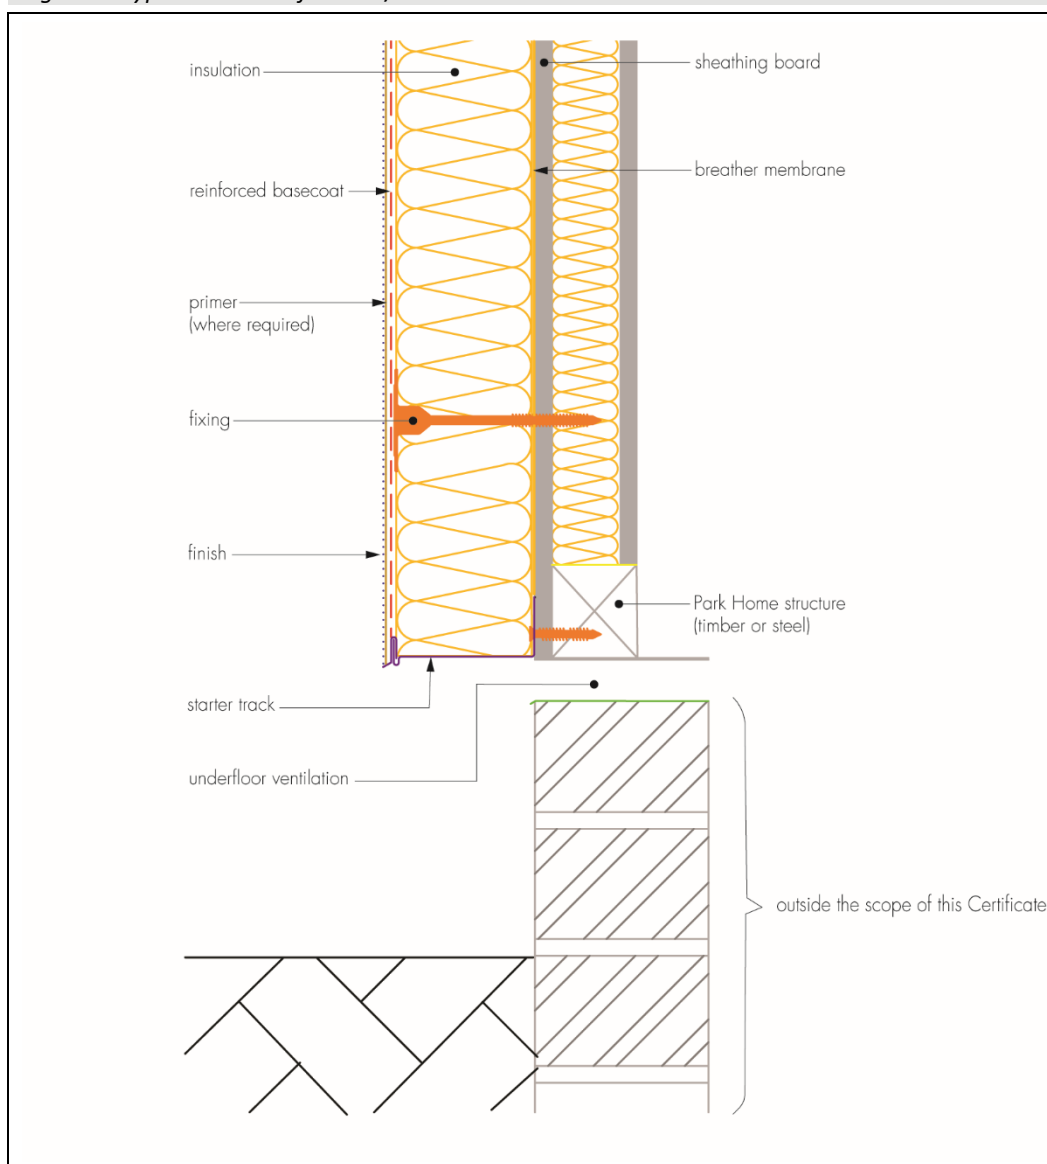 insulation
sheathing board
breather membrane
reinforced basecoat
primer
(where required)
fixing
finish
Park Home structure
(timber or steel)
starter track
underfloor ventilation
outside the scope of this Certificate